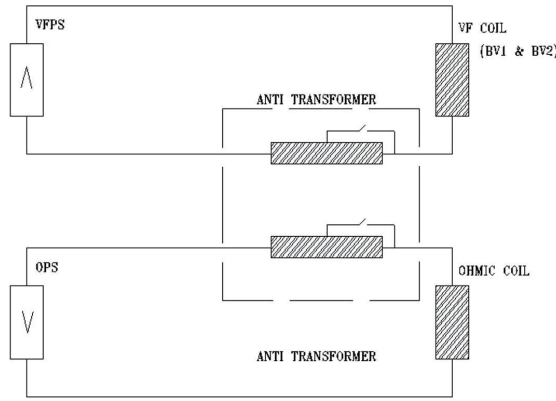 VFPS
VF COIL
(BV1 & BV2)
ANTI TRANSFORMER
OPS
OHMIC COIL
ANTI TRANSFORMER